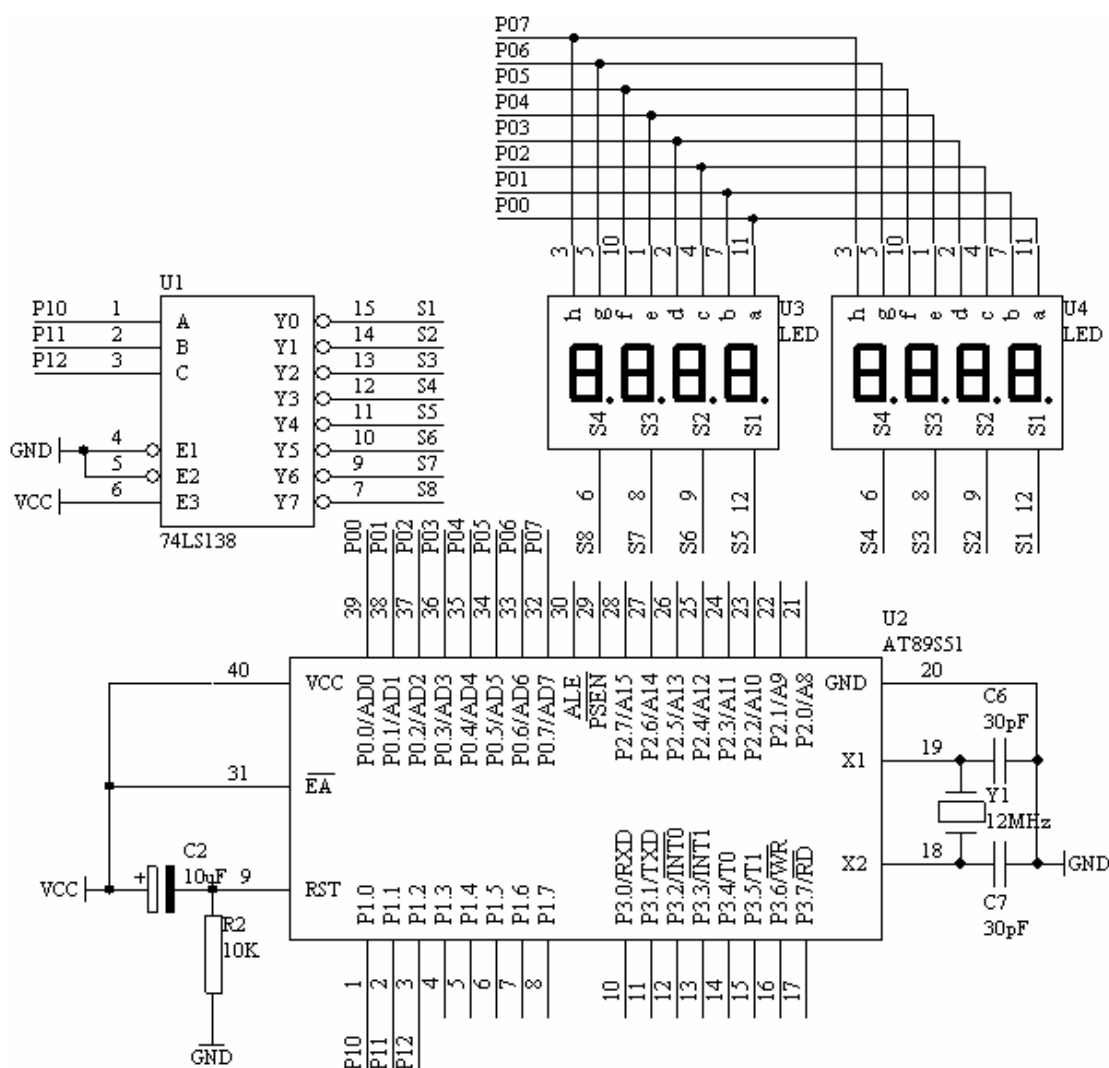 P07
P06
P05
P04
P03
P02
P01
P00
3 5 10 1 2 4 7 11
3 5 10 1 2 4 7 11
h g f e d c b a
U3
LED
h g f e d c b a
U4
LED
S4 S3 S2 S1
S4 S3 S2 S1
6 8 9 12
6 8 9 12
S8 S7 S6 S5
S4 S3 S2 S1
U1
P10 1 A Y0 15 S1
P11 2 B Y1 14 S2
P12 3 C Y2 13 S3
Y3 12 S4
Y4 11 S5
GND 4 E1 Y5 10 S6
5 E2 Y6 9 S7
VCC 6 E3 Y7 7 S8
74LS138
P00 P01 P02 P03 P04 P05 P06 P07
39 38 37 36 35 34 33 32 30 29 28 27 26 25 24 23 22 21
U2
AT89S51
40 VCC
P0.0/AD0 P0.1/AD1 P0.2/AD2 P0.3/AD3 P0.4/AD4 P0.5/AD5 P0.6/AD6 P0.7/AD7 ALE PSEN P2.7/A15 P2.6/A14 P2.5/A13 P2.4/A12 P2.3/A11 P2.2/A10 P2.1/A9 P2.0/A8
GND 20
C6
30pF
31 EA
X1 19
Y1
12MHz
X2 18
GND
C7
30pF
VCC
+
C2
10uF
9 RST
R2
10K
GND
P1.0 P1.1 P1.2 P1.3 P1.4 P1.5 P1.6 P1.7
P3.0/RXD P3.1/TXD P3.2/INT0 P3.3/INT1 P3.4/T0 P3.5/T1 P3.6/WR P3.7/RD
1 2 3 4 5 6 7 8
10 11 12 13 14 15 16 17
P10 P11 P12